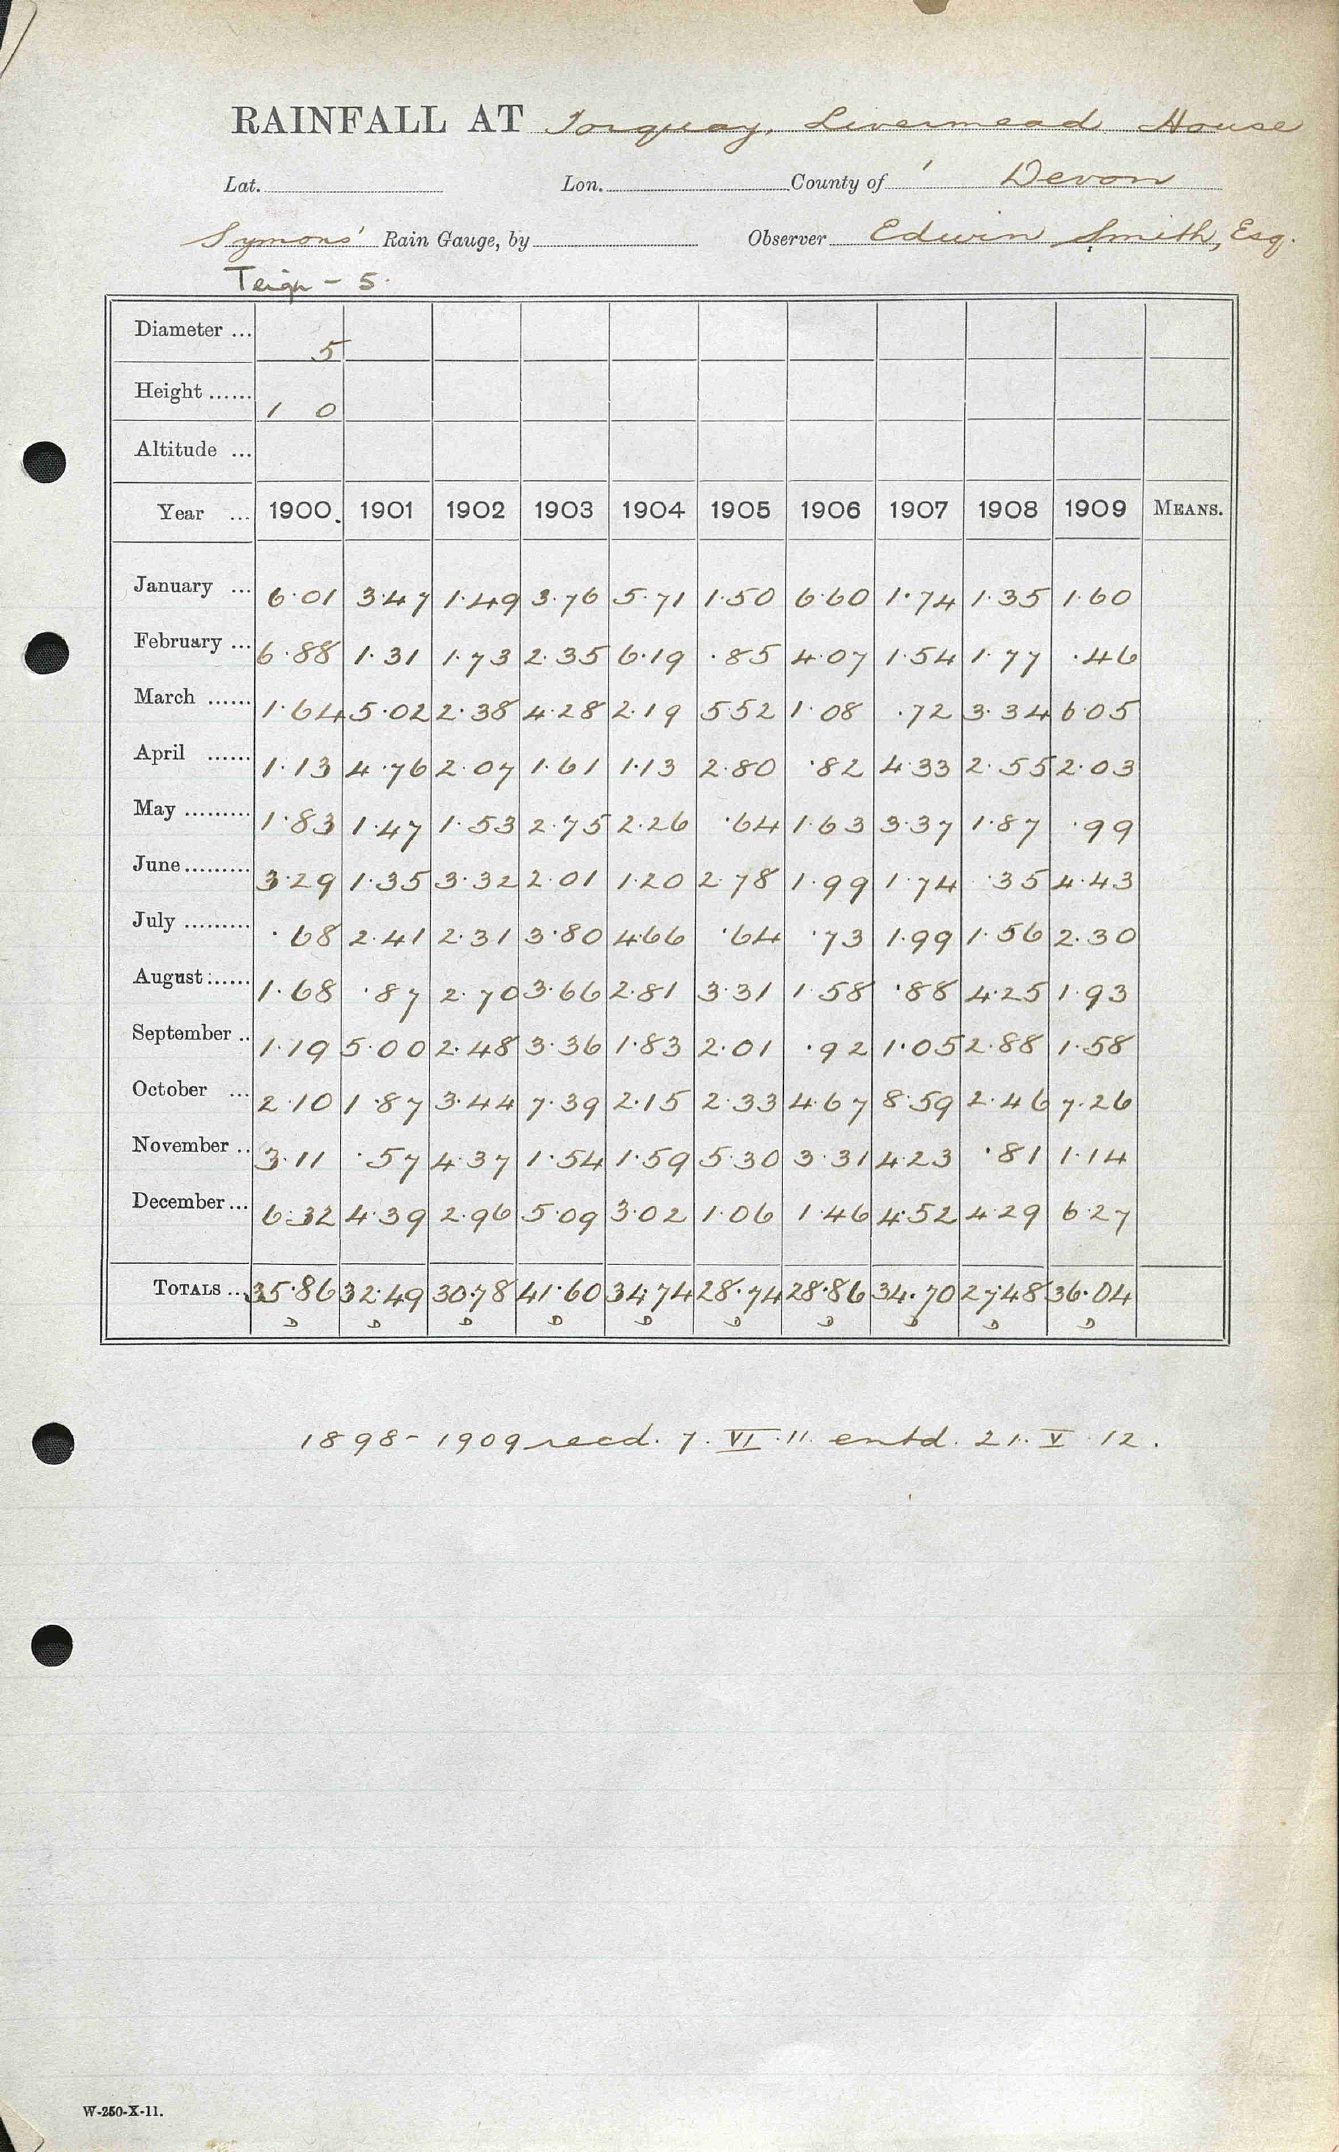 RAINFALL AT Torquay, Livermead House
Lat. Lon. County of Devon
Symons' Rain Gauge, by Observer Edwin Smith, Esq.
Teign - 5.
Diameter ... 5
Height ...... 1 0
Altitude ...
Year ... 1900. 1901 1902 1903 1904 1905 1906 1907 1908 1909 MEANS.
January ... 6.01 3.47 1.49 3.76 5.71 1.50 6.60 1.74 1.35 1.60
February ... 6.88 1.31 1.73 2.35 6.19 .85 4.07 1.54 1.77 .46
March ...... 1.64 5.02 2.38 4.28 2.19 5.52 1.08 .72 3.34 6.05
April ...... 1.13 4.76 2.07 1.61 1.13 2.80 .82 4.33 2.55 2.03
May ......... 1.83 1.47 1.53 2.75 2.26 .64 1.63 3.37 1.87 .99
June ......... 3.29 1.35 3.32 2.01 1.20 2.78 1.99 1.74 .35 4.43
July ......... .68 2.41 2.31 3.80 4.66 .64 .73 1.99 1.56 2.30
August ...... 1.68 .87 2.70 3.66 2.81 3.31 1.58 .88 4.25 1.93
September .. 1.19 5.00 2.48 3.36 1.83 2.01 .92 1.05 2.88 1.58
October ... 2.10 1.87 3.44 7.39 2.15 2.33 4.67 8.59 2.46 7.26
November .. 3.11 .57 4.37 1.54 1.59 5.30 3.31 4.23 .81 1.14
December ... 6.32 4.39 2.96 5.09 3.02 1.06 1.46 4.52 4.29 6.27
TOTALS ... 35.86 32.49 30.78 41.60 34.74 28.74 28.86 34.70 27.48 36.04
D D D D D D D D D D
1898-1909 recd. 7. VI. 11. entd. 21. V. 12.
W-250-X-11.